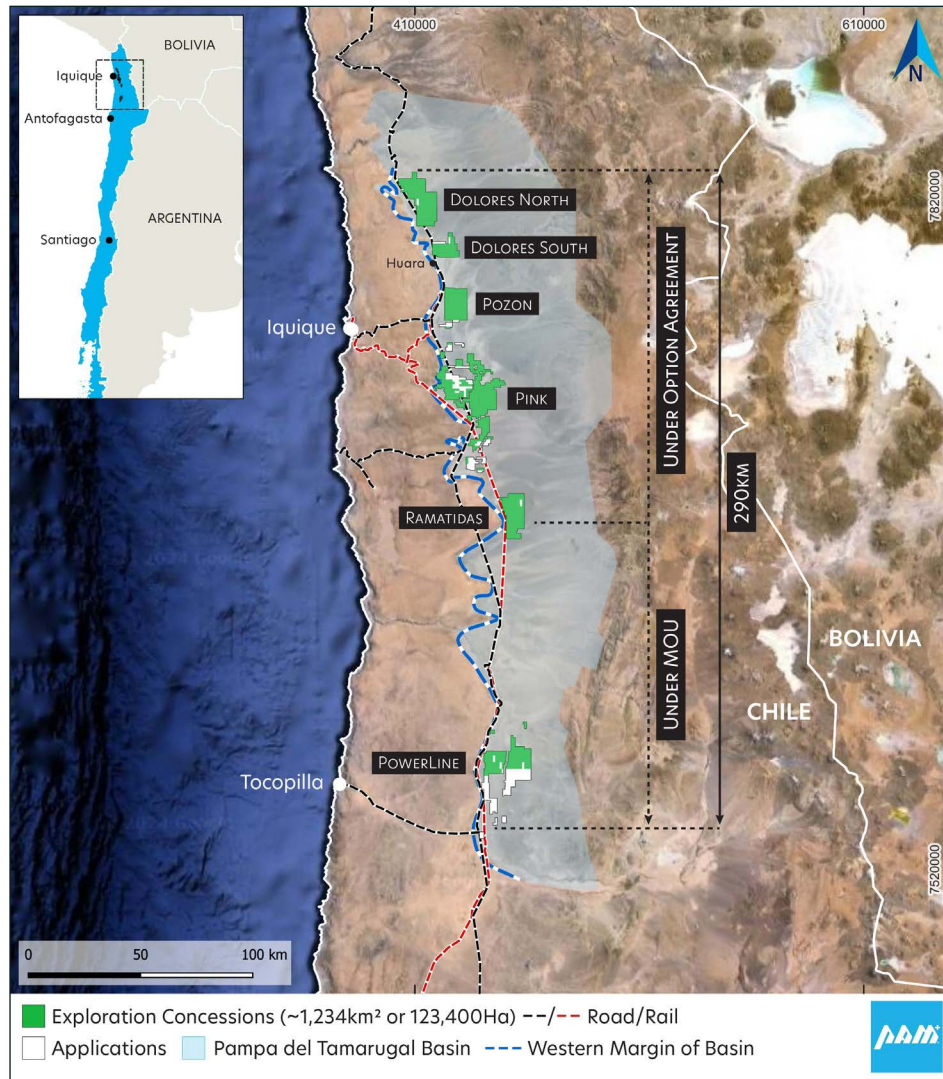 410000
610000
BOLIVIA
Iquique
Antofagasta
ARGENTINA
Santiago
N
7820000
DOLORES NORTH
DOLORES SOUTH
Huara
POZON
Iquique
PINK
UNDER OPTION AGREEMENT
290KM
RAMATIDAS
UNDER MOU
BOLIVIA
CHILE
POWERLINE
Tocopilla
7520000
0 50 100 km
Exploration Concessions (~1,234km² or 123,400Ha) --/-- Road/Rail
Applications Pampa del Tamarugal Basin Western Margin of Basin
PAM+